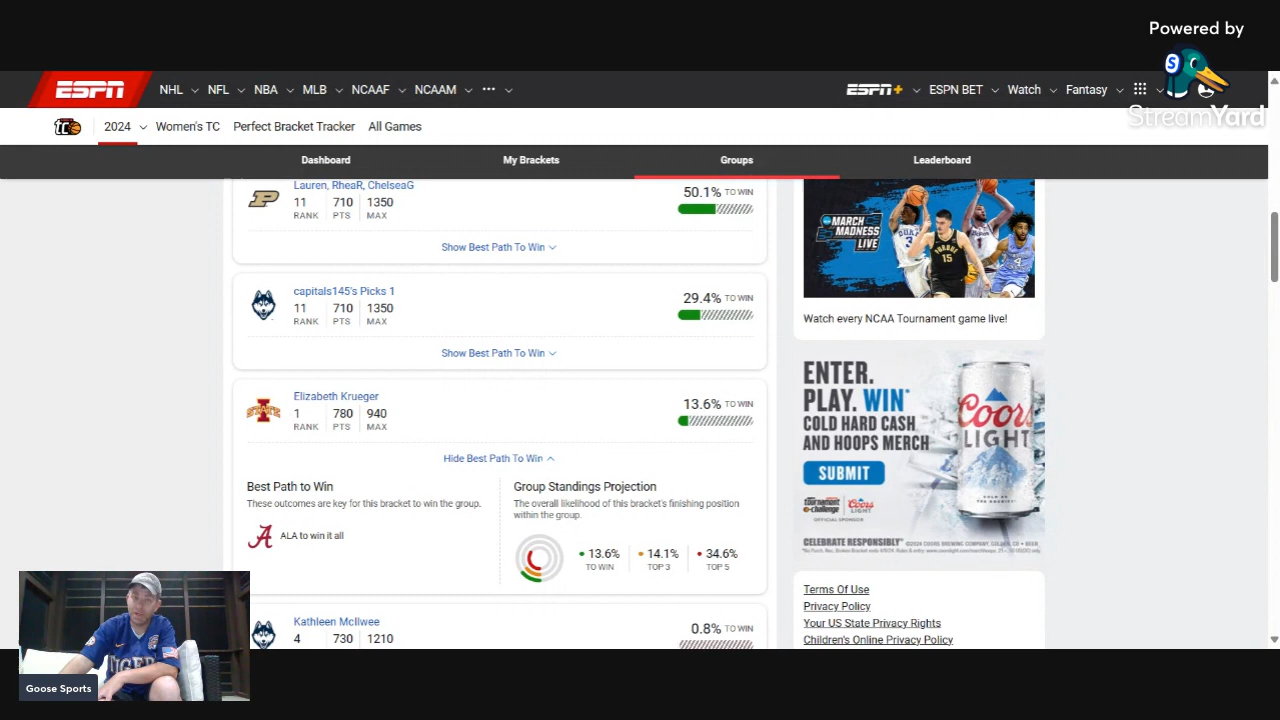 Powered by
StreamYard
ESPN NHL NFL NBA MLB NCAAF NCAAM ESPN+ ESPN BET Watch Fantasy
TC 2024 Women's TC Perfect Bracket Tracker All Games
Dashboard My Brackets Groups Leaderboard
Lauren, RheaR, ChelseaG
11 710 1350
RANK PTS MAX
50.1% TO WIN
Show Best Path To Win
capitals145's Picks 1
11 710 1350
RANK PTS MAX
29.4% TO WIN
Show Best Path To Win
Elizabeth Krueger
1 780 940
RANK PTS MAX
13.6% TO WIN
Hide Best Path To Win
Best Path to Win
These outcomes are key for this bracket to win the group.
ALA to win it all
Group Standings Projection
The overall likelihood of this bracket's finishing position
within the group.
13.6% 14.1% 34.6%
TO WIN TOP 3 TOP 5
Kathleen McIlwee
4 730 1210
0.8% TO WIN
MARCH
MADNESS
LIVE
DUKE
3
PURDUE
15
4
Watch every NCAA Tournament game live!
ENTER.
PLAY. WIN*
COLD HARD CASH
AND HOOPS MERCH
SUBMIT
Coors
LIGHT
OFFICIAL SPONSOR
CELEBRATE RESPONSIBLY®
Terms Of Use
Privacy Policy
Your US State Privacy Rights
Children's Online Privacy Policy
TIGERS
Goose Sports